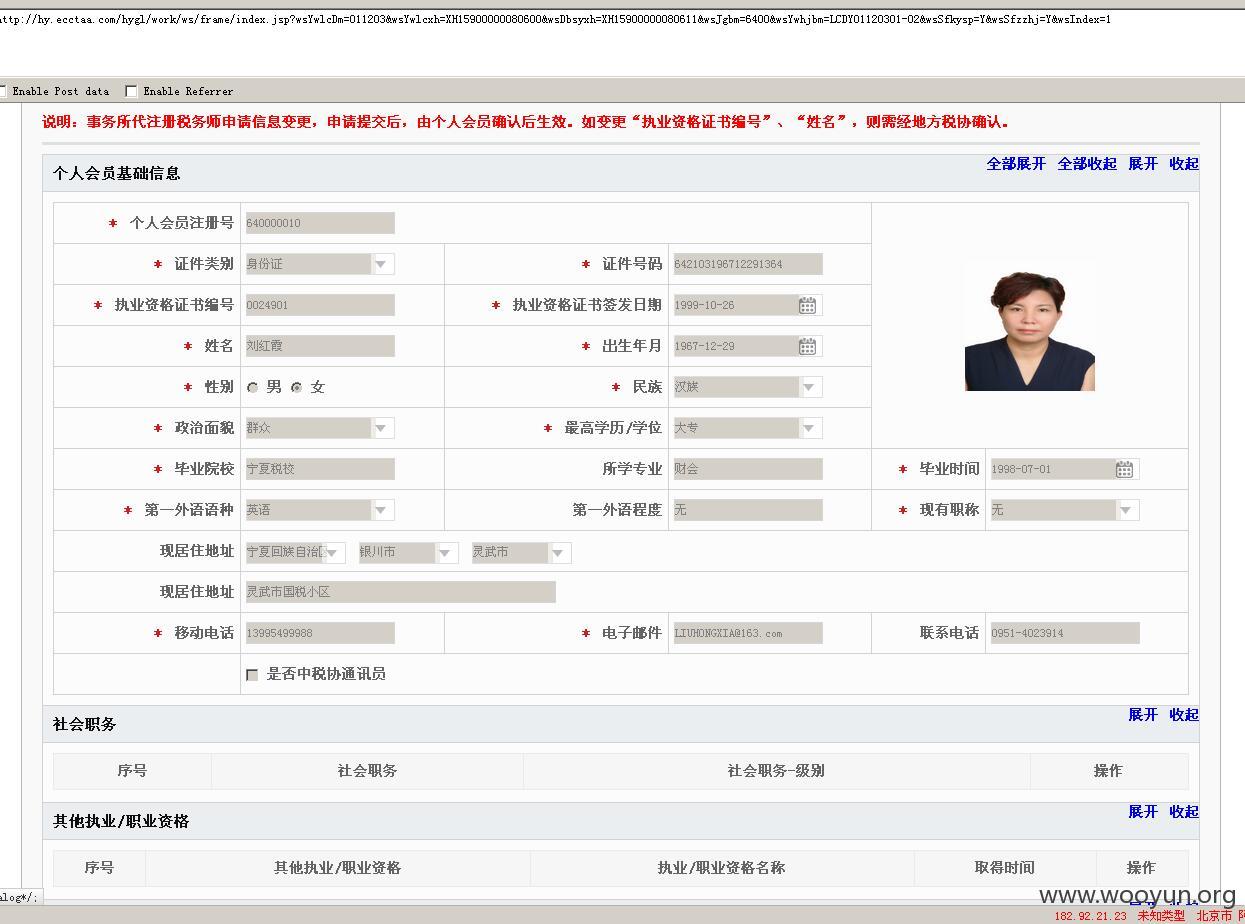 http://hy.ecctaa.com/hygl/work/ws/frame/index.jsp?wsYwlcDm=011203&wsYwlcxh=XH15900000080600&wsDbsyxh=XH15900000080611&wsJgbm=6400&wsYwhjbm=LCDY01120301-02&wsSfkysp=Y&wsSfzzhj=Y&wsIndex=1
Enable Post data Enable Referrer
说明：事务所代注册税务师申请信息变更，申请提交后，由个人会员确认后生效。如变更“执业资格证书编号”、“姓名”，则需经地方税协确认。
个人会员基础信息 全部展开 全部收起 展开 收起
* 个人会员注册号 640000010
* 证件类别 身份证 * 证件号码 642103196712291364
* 执业资格证书编号 0024901 * 执业资格证书签发日期 1999-10-26
* 姓名 刘红霞 * 出生年月 1967-12-29
* 性别 男 女 * 民族 汉族
* 政治面貌 群众 * 最高学历/学位 大专
* 毕业院校 宁夏税校 所学专业 财会 * 毕业时间 1998-07-01
* 第一外语语种 英语 第一外语程度 无 * 现有职称 无
现居住地址 宁夏回族自治区 银川市 灵武市
现居住地址 灵武市国税小区
* 移动电话 13995499988 * 电子邮件 LIUHONGXIA@163.com 联系电话 0951-4023914
是否中税协通讯员
社会职务 展开 收起
序号 社会职务 社会职务-级别 操作
其他执业/职业资格 展开 收起
序号 其他执业/职业资格 执业/职业资格名称 取得时间 操作
alog*/;
www.wooyun.org
182.92.21.23 未知类型 北京市